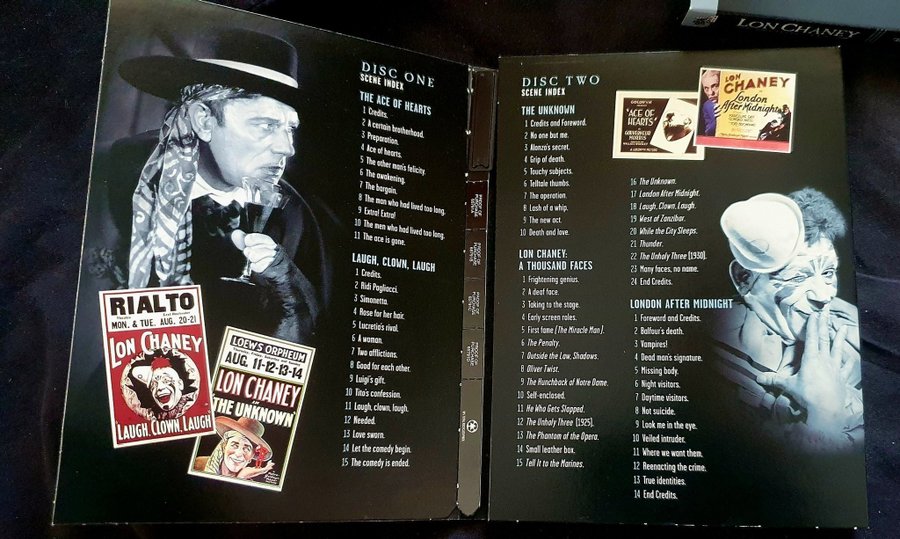 LON CHANEY
DISC ONE
SCENE INDEX
THE ACE OF HEARTS
1 Credits.
2 A certain brotherhood.
3 Preparation.
4 Ace of hearts.
5 The other man's felicity.
6 The awakening.
7 The bargain.
8 The man who had lived too long.
9 Extra! Extra!
10 The men who had lived too long.
11 The ace is gone.
LAUGH, CLOWN, LAUGH
1 Credits.
2 Ridi Pagliacci.
3 Simonetta.
4 Rose for her hair.
5 Lucretia's rival.
6 A woman.
7 Two afflictions.
8 Good for each other.
9 Luigi's gift.
10 Tito's confession.
11 Laugh, clown, laugh.
12 Needed.
13 Love sworn.
14 Let the comedy begin.
15 The comedy is ended.
RIALTO
MON. & TUE. AUG. 20-21
LON CHANEY
"LAUGH, CLOWN, LAUGH"
LOEW'S ORPHEUM
AUG. 11-12-13-14
LON CHANEY
in
"THE UNKNOWN"
DISC TWO
SCENE INDEX
THE UNKNOWN
1 Credits and Foreword.
2 No one but me.
3 Alonzo's secret.
4 Grip of death.
5 Touchy subjects.
6 Telltale thumbs.
7 The operation.
8 Lash of a whip.
9 The new act.
10 Death and love.
LON CHANEY:
A THOUSAND FACES
1 Frightening genius.
2 A deaf face.
3 Taking to the stage.
4 Early screen roles.
5 First fame (The Miracle Man).
6 The Penalty.
7 Outside the Law, Shadows.
8 Oliver Twist.
9 The Hunchback of Notre Dame.
10 Self-enclosed.
11 He Who Gets Slapped.
12 The Unholy Three (1925).
13 The Phantom of the Opera.
14 Small leather box.
15 Tell It to the Marines.
16 The Unknown.
17 London After Midnight.
18 Laugh, Clown, Laugh.
19 West of Zanzibar.
20 While the City Sleeps.
21 Thunder.
22 The Unholy Three (1930).
23 Many faces, no name.
24 End Credits.
LONDON AFTER MIDNIGHT
1 Foreword and Credits.
2 Balfour's death.
3 Vampires!
4 Dead man's signature.
5 Missing body.
6 Night visitors.
7 Daytime visitors.
8 Not suicide.
9 Look me in the eye.
10 Veiled intruder.
11 Where we want them.
12 Reenacting the crime.
13 True identities.
14 End Credits.
GOLDWYN
"ACE OF
HEARTS"
GOUVERNEUR
MORRIS
LON
CHANEY
London
After Midnight
PROOF OF
PURCHASE
PROOF OF
PURCHASE
PROOF OF
PURCHASE
PROOF OF
PURCHASE